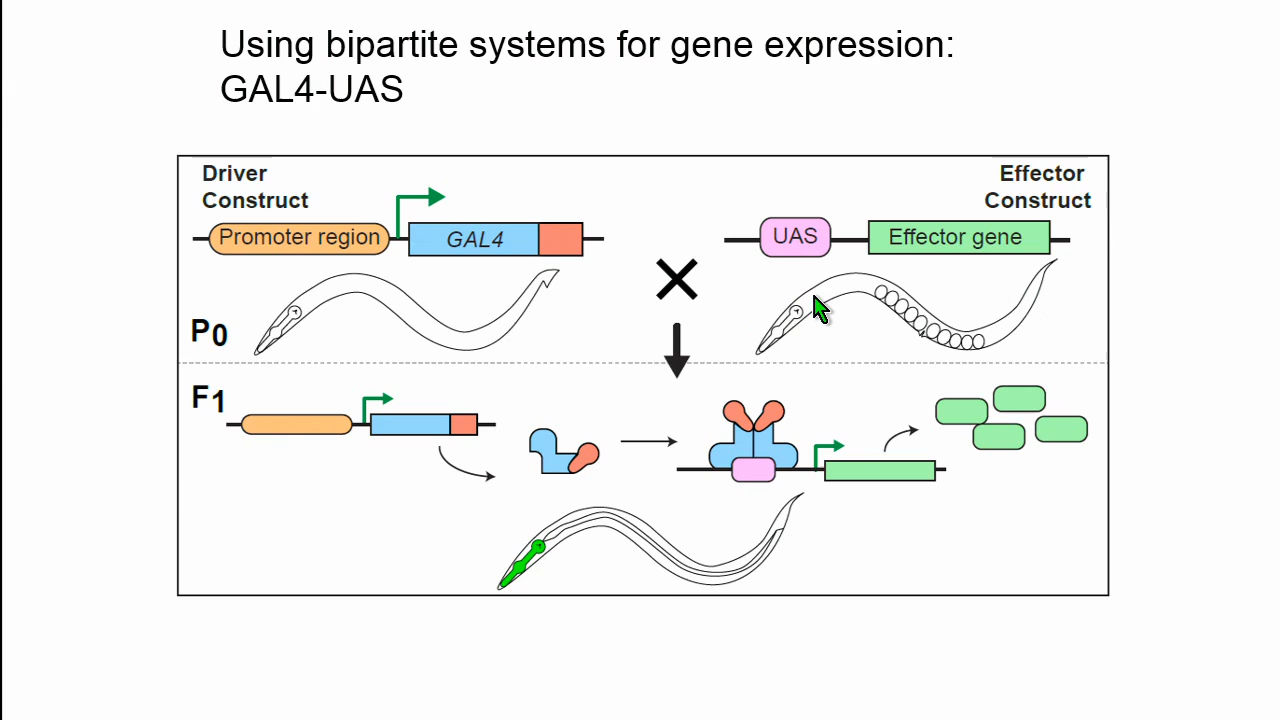 Using bipartite systems for gene expression:
GAL4-UAS
Driver
Construct
Effector
Construct
Promoter region
GAL4
UAS
Effector gene
P0
F1